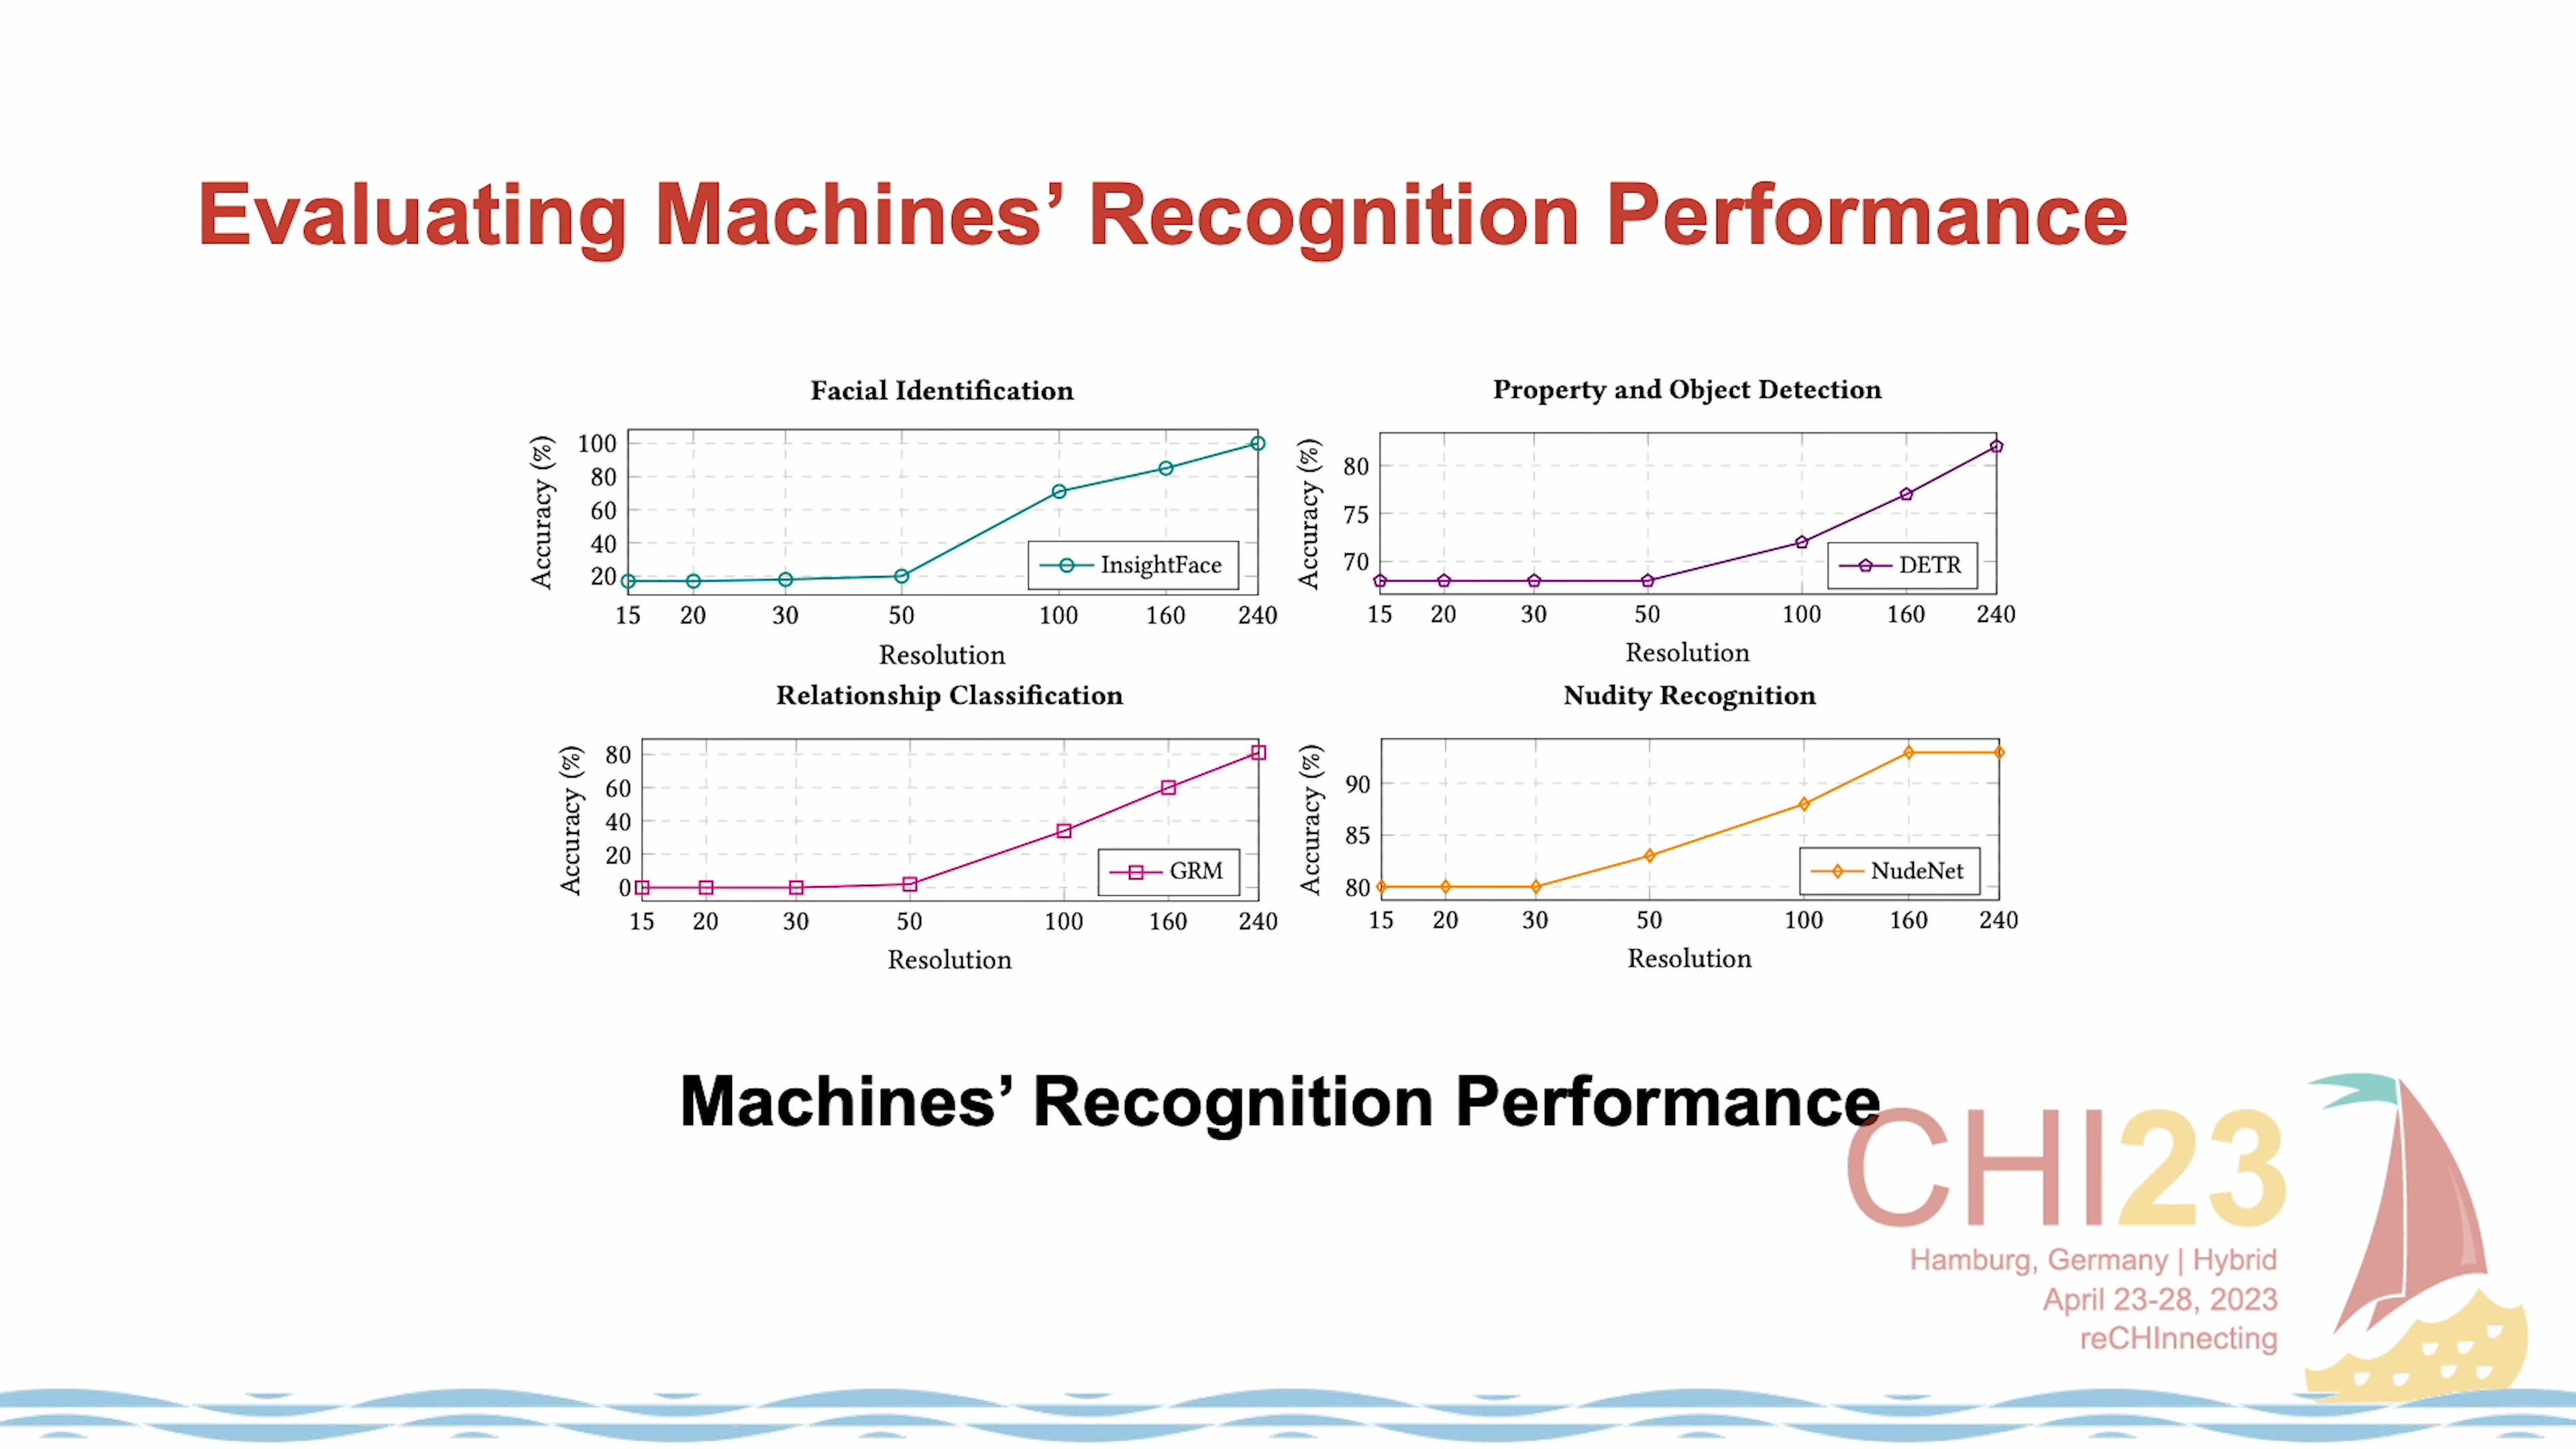 Evaluating Machines’ Recognition Performance
Facial Identification
Accuracy (%)
100
80
60
40
20
InsightFace
15 20 30 50 100 160 240
Resolution
Property and Object Detection
Accuracy (%)
80
75
70
DETR
15 20 30 50 100 160 240
Resolution
Relationship Classification
Accuracy (%)
80
60
40
20
0
GRM
15 20 30 50 100 160 240
Resolution
Nudity Recognition
Accuracy (%)
90
85
80
NudeNet
15 20 30 50 100 160 240
Resolution
Machines’ Recognition Performance
CHI23
Hamburg, Germany | Hybrid
April 23-28, 2023
reCHInnecting